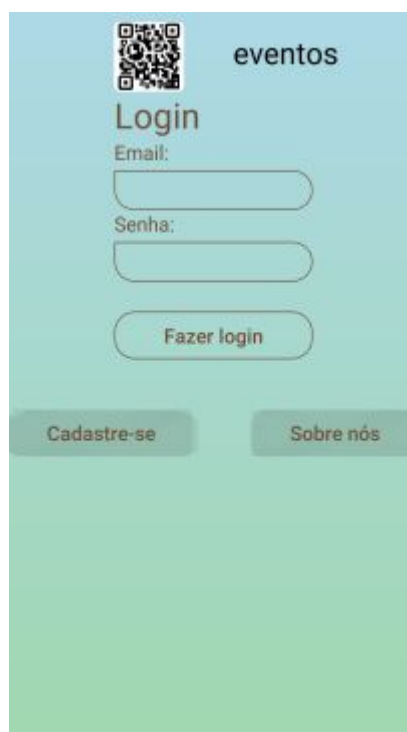 eventos
Login
Email:
Senha:
Fazer login
Cadastre-se
Sobre nós